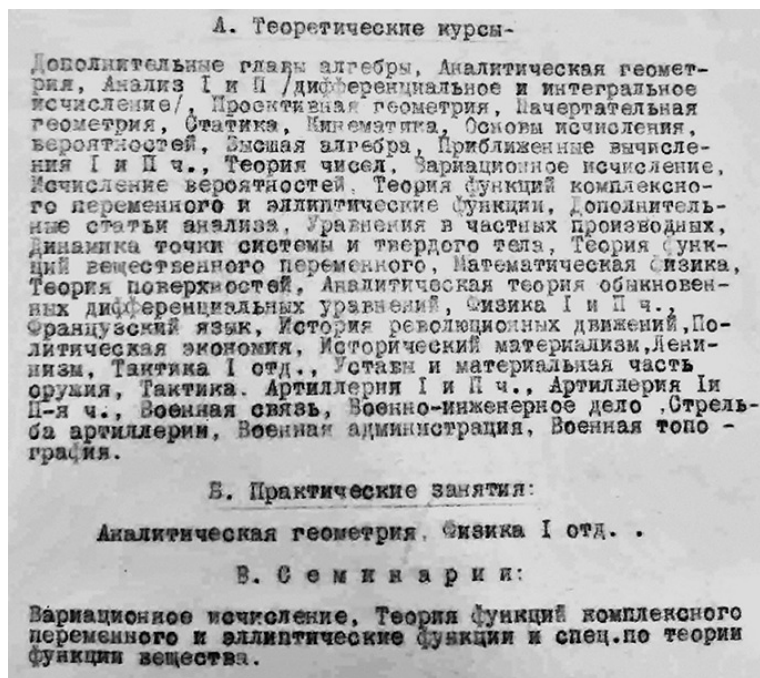 А. Теоретические курсы-
Дополнительные главы алгебры, Аналитическая геомет-
рия, Анализ I и П /дифференциальное и интегральное
исчисление/, Проективная геометрия, Начертательная
геометрия, Статика, Кинематика, Основы исчисления,
вероятностей, Высшая алгебра, Приближенные вычисле-
ния I и П ч., Теория чисел, Вариационное исчисление,
Исчисление вероятностей, Теория функций комплексно-
го переменного и эллиптические функции, Дополнитель-
ные статьи анализа, Уравнения в частных производных,
Динамика точки системы и твердого тела, Теория функ-
ций вещественного переменного, Математическая физика,
Теория поверхностей, Аналитическая теория обыкновен-
ных дифференциальных уравнений, Физика I и П ч.,
Французский язык, История революционных движений,По-
литическая экономия, Исторический материализм,Лени-
низм, Тактика I отд., Уставы и материальная часть
оружия, Тактика. Артиллерия I и П ч., Артиллерия Iи
П-я ч., Военная связь, Военно-инженерное дело ,Стрель-
ба артиллерии, Военная администрация, Военная топо -
графия.
Б. Практические занятия:
Аналитическая геометрия, Физика I отд. .
В. С е м и н а р и и:
Вариационное исчисление, Теория функций комплексного
переменного и эллиптические функции и спец.по теории
функции вещества.